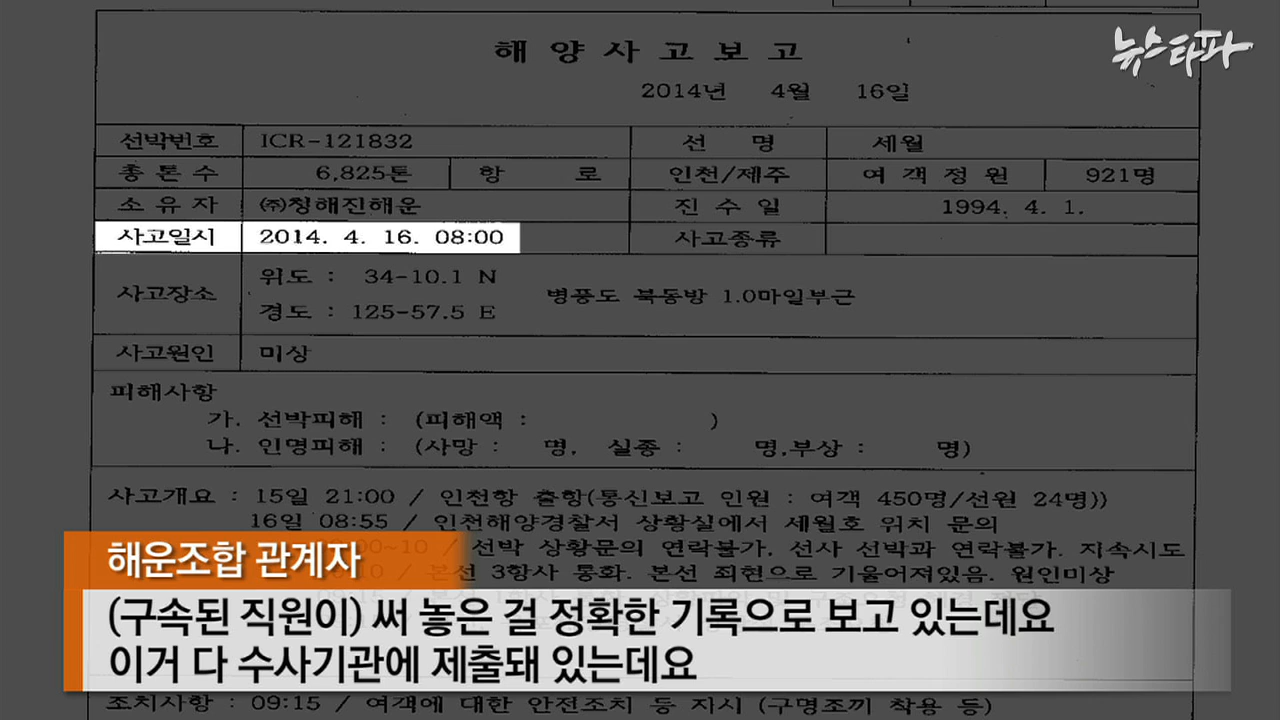 뉴스타파
해 양 사 고 보 고
2014년 4월 16일
선박번호 ICR-121832 선 명 세월
총 톤 수 6,825톤 항 로 인천/제주 여 객 정 원 921명
소 유 자 ㈜청해진해운 진 수 일 1994. 4. 1.
사고일시 2014. 4. 16. 08:00 사고종류
사고장소 위도 : 34-10.1 N
경도 : 125-57.5 E
병풍도 북동방 1.0마일부근
사고원인 미상
피해사항
가. 선박피해 : (피해액 : )
나. 인명피해 : (사망 : 명, 실종 : 명,부상 : 명)
사고개요 : 15일 21:00 / 인천항 출항(통신보고 인원 : 여객 450명/선원 24명))
16일 08:55 / 인천해양경찰서 상황실에서 세월호 위치 문의
/ 선박 상황문의 연락불가. 선사 선박과 연락불가. 지속시도
/ 본선 3항사 통화. 본선 죄현으로 기울어져있음. 원인미상
해운조합 관계자
(구속된 직원이) 써 놓은 걸 정확한 기록으로 보고 있는데요
이거 다 수사기관에 제출돼 있는데요
조치사항 : 09:15 / 여객에 대한 안전조치 등 지시 (구명조끼 착용 등)